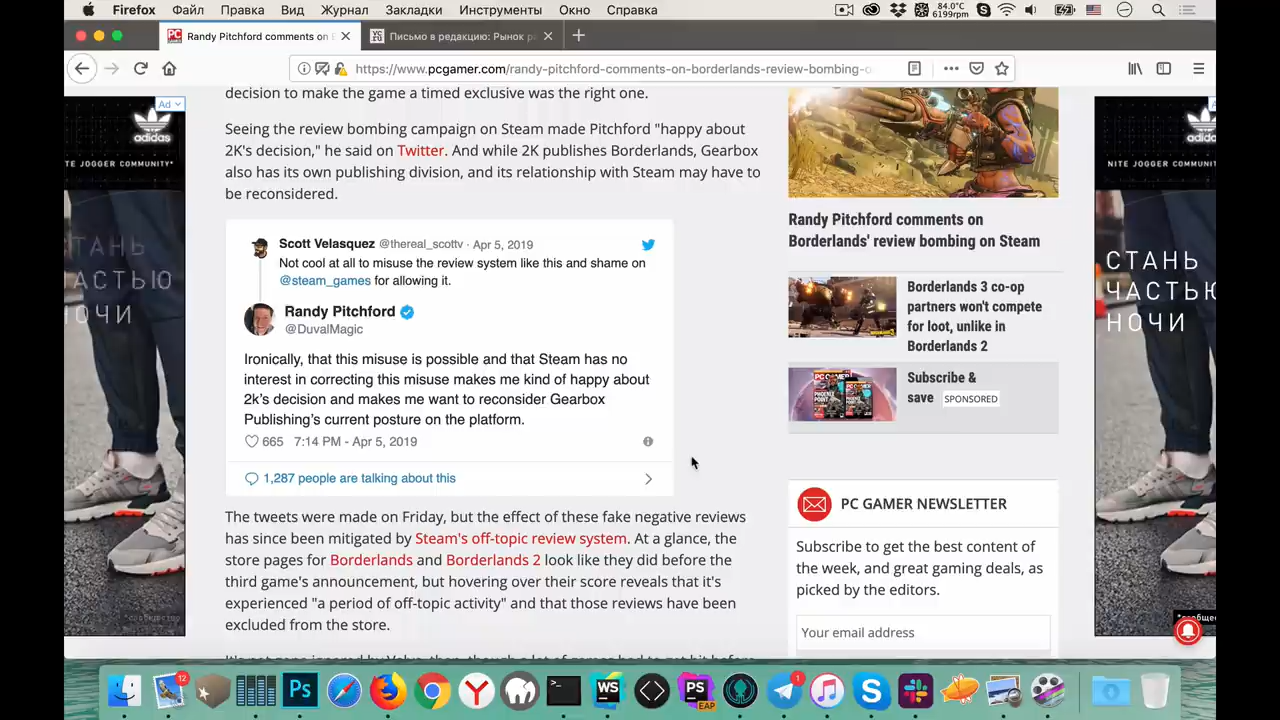 Firefox Файл Правка Вид Журнал Закладки Инструменты Окно Справка 84.0°C 6199rpm
Randy Pitchford comments on B
Письмо в редакцию: Рынок р
https://www.pcgamer.com/randy-pitchford-comments-on-borderlands-review-bombing-o
decision to make the game a timed exclusive was the right one.
Seeing the review bombing campaign on Steam made Pitchford "happy about
2K's decision," he said on Twitter. And while 2K publishes Borderlands, Gearbox
also has its own publishing division, and its relationship with Steam may have to
be reconsidered.
Scott Velasquez @thereal_scottv · Apr 5, 2019
Not cool at all to misuse the review system like this and shame on
@steam_games for allowing it.
Randy Pitchford
@DuvalMagic
Ironically, that this misuse is possible and that Steam has no
interest in correcting this misuse makes me kind of happy about
2k's decision and makes me want to reconsider Gearbox
Publishing's current posture on the platform.
665 7:14 PM - Apr 5, 2019
1,287 people are talking about this
The tweets were made on Friday, but the effect of these fake negative reviews
has since been mitigated by Steam's off-topic review system. At a glance, the
store pages for Borderlands and Borderlands 2 look like they did before the
third game's announcement, but hovering over their score reveals that it's
experienced "a period of off-topic activity" and that those reviews have been
excluded from the store.
Randy Pitchford comments on
Borderlands' review bombing on Steam
Borderlands 3 co-op
partners won't compete
for loot, unlike in
Borderlands 2
Subscribe &
save SPONSORED
PC GAMER NEWSLETTER
Subscribe to get the best content of
the week, and great gaming deals, as
picked by the editors.
Your email address
Ad
adidas
TE JOGGER COMMUNITY*
СТАНЬ
ЧАСТЬЮ
НОЧИ
adidas
NITE JOGGER COMMUNITY
СТАНЬ
ЧАСТЬЮ
НОЧИ
12
Ps
WS
PS
EAP
1